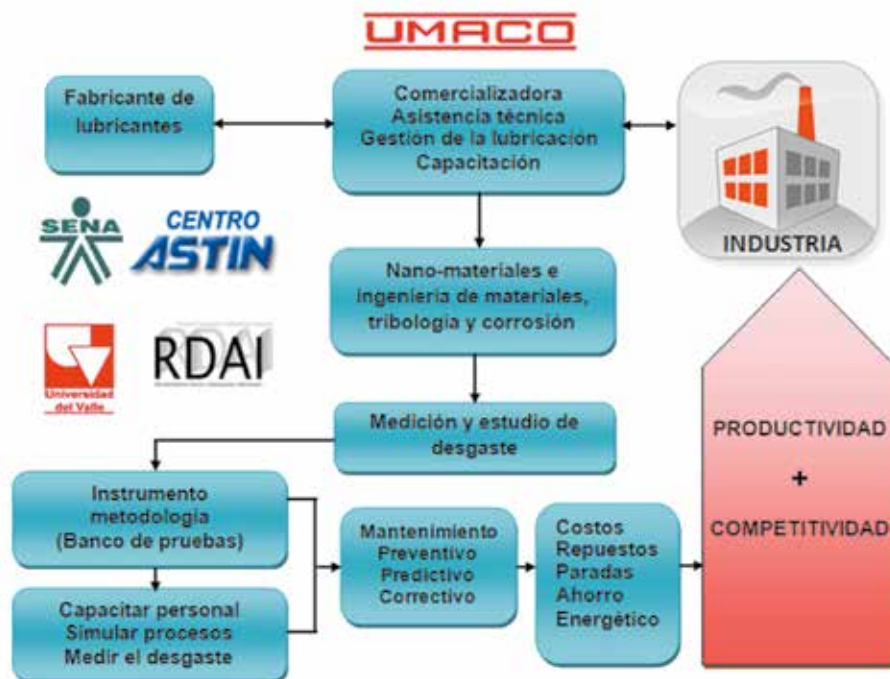 UMACO
Fabricante de
lubricantes
Comercializadora
Asistencia técnica
Gestión de la lubricación
Capacitación
INDUSTRIA
SENA
CENTRO
ASTIN
Nano-materiales e
ingeniería de materiales,
tribología y corrosión
Universidad
del Valle
RDAI
Medición y estudio de
desgaste
PRODUCTIVIDAD
+
COMPETITIVIDAD
Instrumento
metodología
(Banco de pruebas)
Mantenimiento
Preventivo
Predictivo
Correctivo
Costos
Repuestos
Paradas
Ahorro
Energético
Capacitar personal
Simular procesos
Medir el desgaste